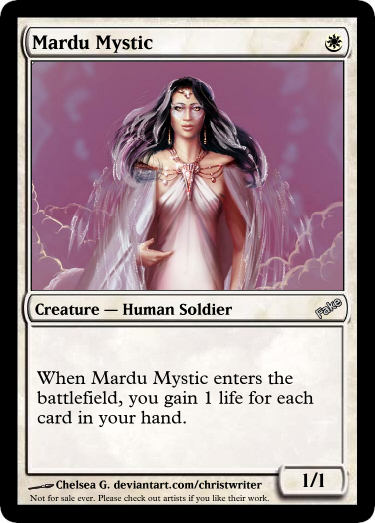 Mardu Mystic
Creature — Human Soldier
Fake
When Mardu Mystic enters the
battlefield, you gain 1 life for each
card in your hand.
1/1
Chelsea G. deviantart.com/christwriter
Not for sale ever. Please check out artists if you like their work.